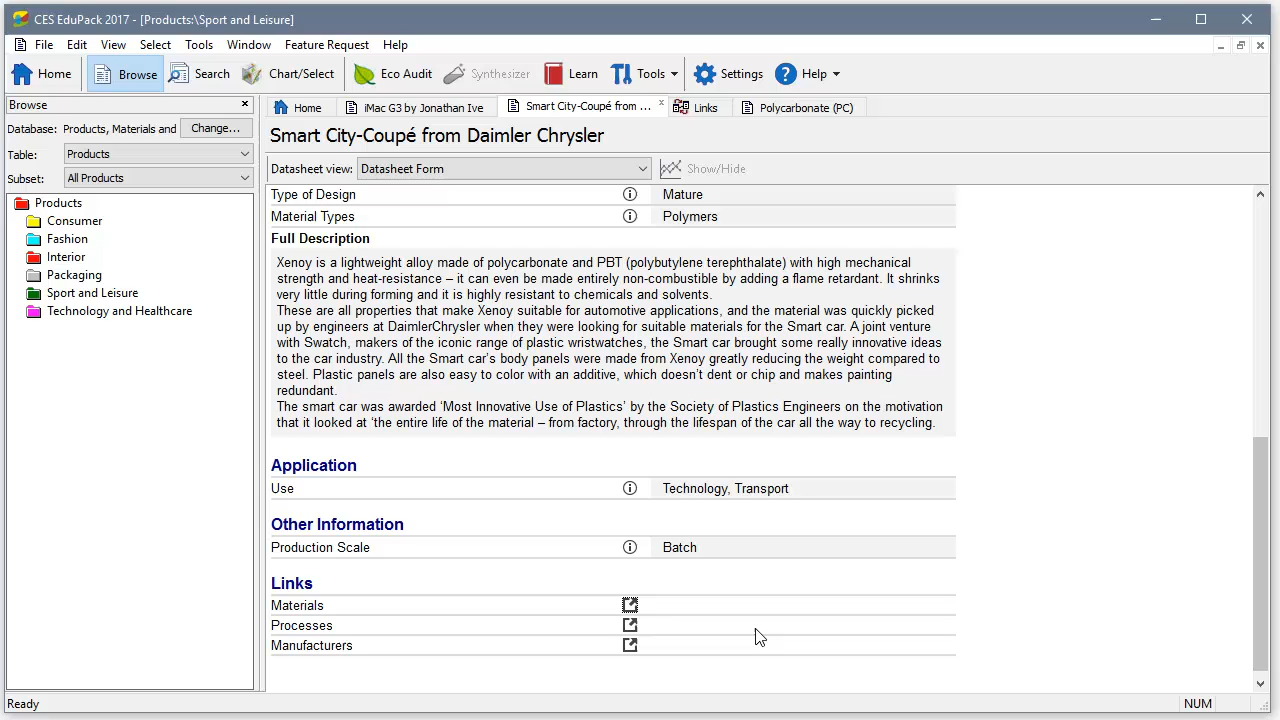 CES EduPack 2017 - [Products:\Sport and Leisure]
File Edit View Select Tools Window Feature Request Help
Home Browse Search Chart/Select Eco Audit Synthesizer Learn Tools Settings Help
Browse
Database: Products, Materials and Change...
Table: Products
Subset: All Products
Products
Consumer
Fashion
Interior
Packaging
Sport and Leisure
Technology and Healthcare
Home iMac G3 by Jonathan Ive Smart City-Coupé from ... Links Polycarbonate (PC)
Smart City-Coupé from Daimler Chrysler
Datasheet view: Datasheet Form Show/Hide
Type of Design Mature
Material Types Polymers
Full Description
Xenoy is a lightweight alloy made of polycarbonate and PBT (polybutylene terephthalate) with high mechanical
strength and heat-resistance – it can even be made entirely non-combustible by adding a flame retardant. It shrinks
very little during forming and it is highly resistant to chemicals and solvents.
These are all properties that make Xenoy suitable for automotive applications, and the material was quickly picked
up by engineers at DaimlerChrysler when they were looking for suitable materials for the Smart car. A joint venture
with Swatch, makers of the iconic range of plastic wristwatches, the Smart car brought some really innovative ideas
to the car industry. All the Smart car's body panels were made from Xenoy greatly reducing the weight compared to
steel. Plastic panels are also easy to color with an additive, which doesn't dent or chip and makes painting
redundant.
The smart car was awarded ‘Most Innovative Use of Plastics’ by the Society of Plastics Engineers on the motivation
that it looked at ‘the entire life of the material – from factory, through the lifespan of the car all the way to recycling.
Application
Use Technology, Transport
Other Information
Production Scale Batch
Links
Materials
Processes
Manufacturers
Ready NUM